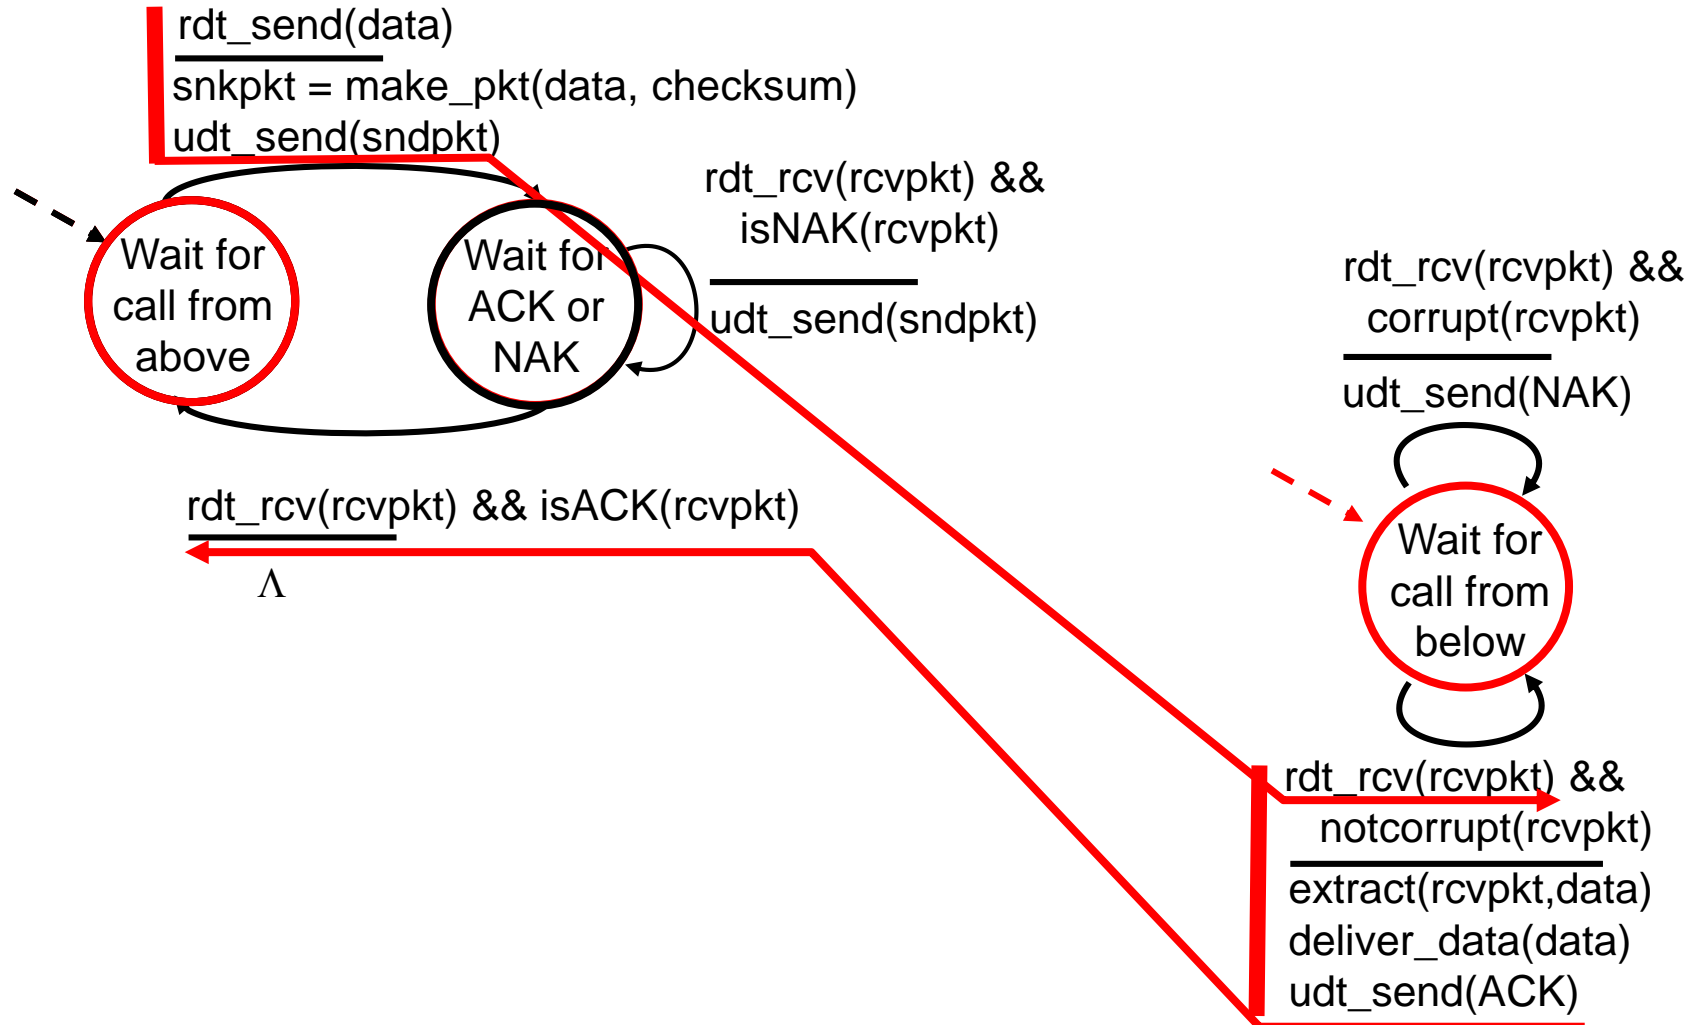 rdt_send(data)
snkpkt = make_pkt(data, checksum)
udt_send(sndpkt)
Wait for
call from
above
Wait for
ACK or
NAK
rdt_rcv(rcvpkt) &&
isNAK(rcvpkt)
udt_send(sndpkt)
rdt_rcv(rcvpkt) && isACK(rcvpkt)
Λ
rdt_rcv(rcvpkt) &&
corrupt(rcvpkt)
udt_send(NAK)
Wait for
call from
below
rdt_rcv(rcvpkt) &&
notcorrupt(rcvpkt)
extract(rcvpkt,data)
deliver_data(data)
udt_send(ACK)